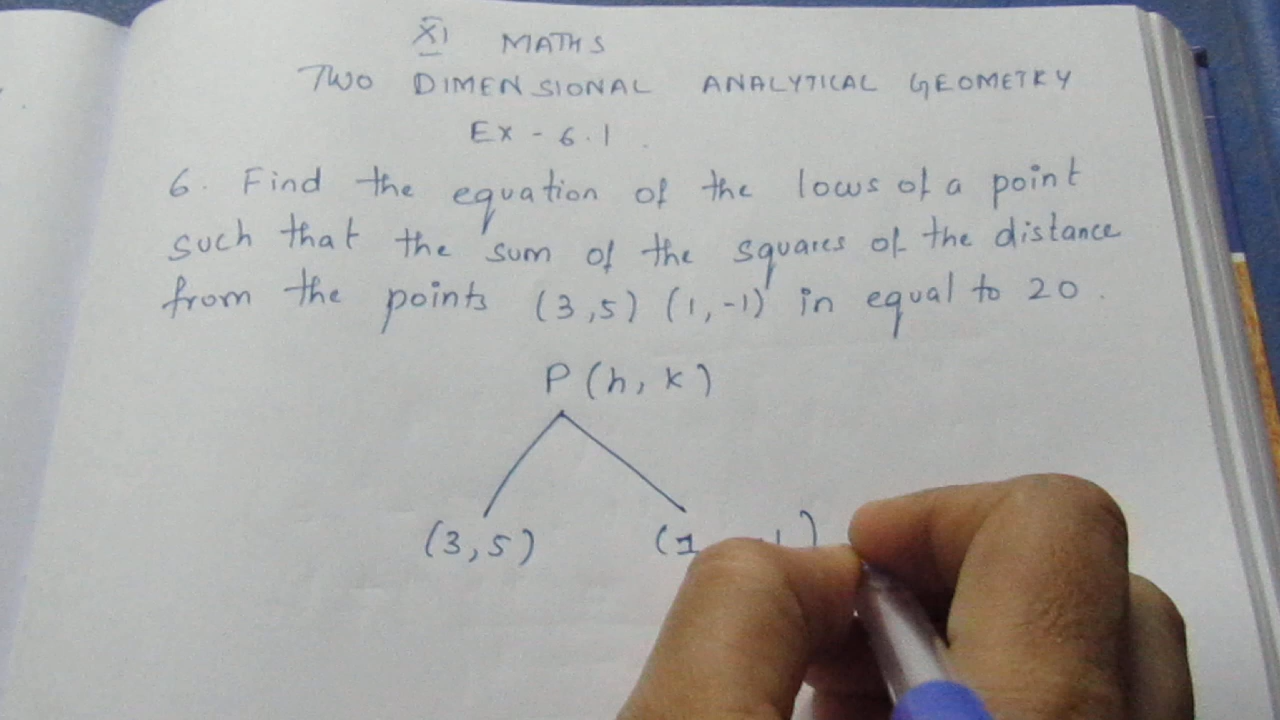 XI MATHS
TWO DIMENSIONAL ANALYTICAL GEOMETRY
Ex - 6.1.
6. Find the equation of the locus of a point
such that the sum of the squares of the distance
from the points (3,5) (1,-1) in equal to 20.
P(h, k)
(3,5) (1, -1)